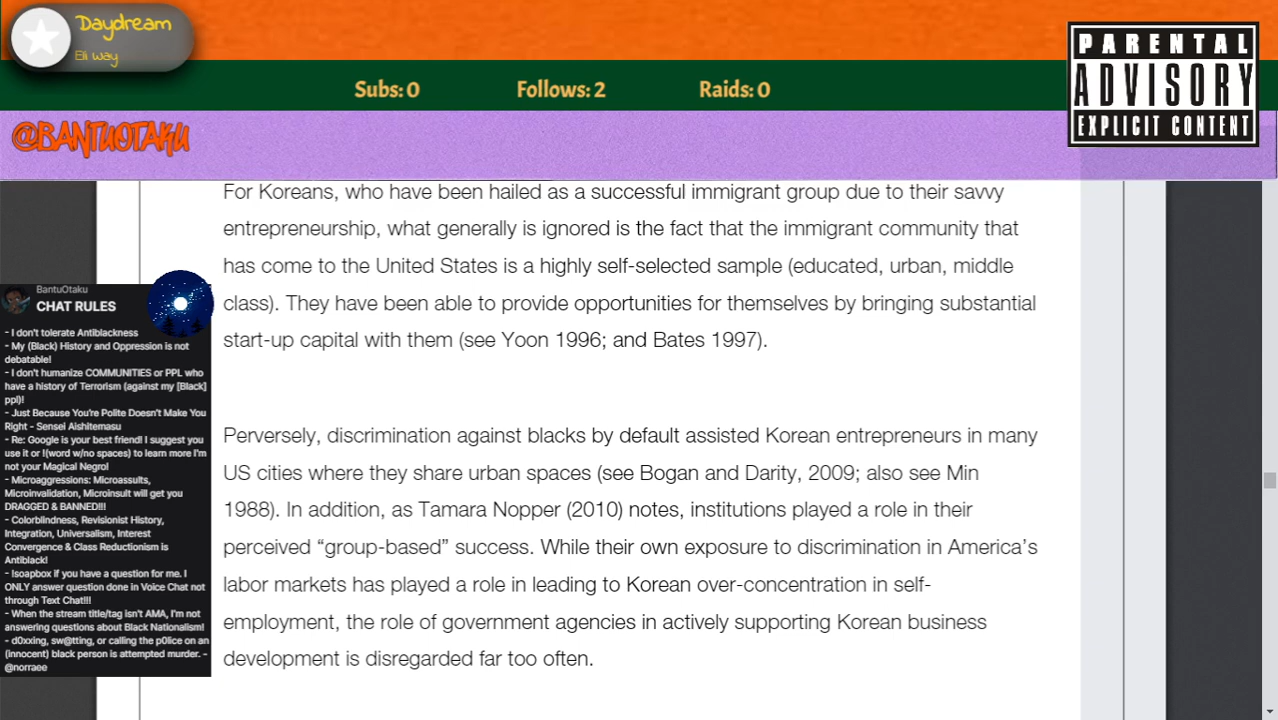 Daydream
Eli Way
PARENTAL
ADVISORY
EXPLICIT CONTENT
Subs: 0
Follows: 2
Raids: 0
@BANTUOTAKU
For Koreans, who have been hailed as a successful immigrant group due to their savvy
entrepreneurship, what generally is ignored is the fact that the immigrant community that
has come to the United States is a highly self-selected sample (educated, urban, middle
class). They have been able to provide opportunities for themselves by bringing substantial
start-up capital with them (see Yoon 1996; and Bates 1997).
Perversely, discrimination against blacks by default assisted Korean entrepreneurs in many
US cities where they share urban spaces (see Bogan and Darity, 2009; also see Min
1988). In addition, as Tamara Nopper (2010) notes, institutions played a role in their
perceived “group-based” success. While their own exposure to discrimination in America’s
labor markets has played a role in leading to Korean over-concentration in self-
employment, the role of government agencies in actively supporting Korean business
development is disregarded far too often.
BantuOtaku
CHAT RULES
- I don't tolerate Antiblackness
- My (Black) History and Oppression is not
debatable!
- I don't humanize COMMUNITIES or PPL who
have a history of Terrorism (against my [Black]
ppl)!
- Just Because You're Polite Doesn't Make You
Right - Sensei Aishitemasu
- Re: Google is your best friend! I suggest you
use it or !(word w/no spaces) to learn more I'm
not your Magical Negro!
- Microaggressions: Microassults,
Microinvalidation, Microinsult will get you
DRAGGED & BANNED!!!
- Colorblindness, Revisionist History,
Integration, Universalism, Interest
Convergence & Class Reductionism is
Antiblack!
- !soapbox if you have a question for me. I
ONLY answer question done in Voice Chat not
through Text Chat!!!
- When the stream title/tag isn't AMA, I'm not
answering questions about Black Nationalism!
- d0xxing, sw@tting, or calling the p0lice on an
(innocent) black person is attempted murder. -
@norraee